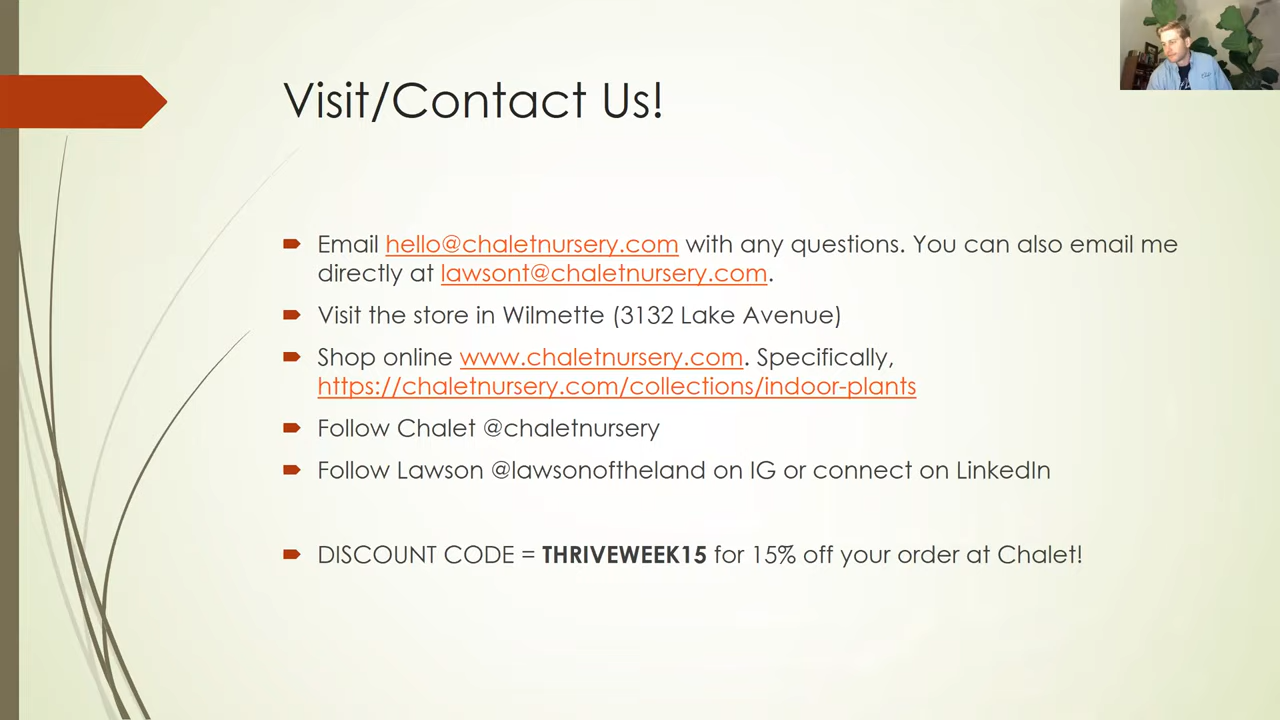 Visit/Contact Us!
Email hello@chaletnursery.com with any questions. You can also email me
directly at lawsont@chaletnursery.com.
Visit the store in Wilmette (3132 Lake Avenue)
Shop online www.chaletnursery.com. Specifically,
https://chaletnursery.com/collections/indoor-plants
Follow Chalet @chaletnursery
Follow Lawson @lawsonoftheland on IG or connect on LinkedIn
DISCOUNT CODE = THRIVEWEEK15 for 15% off your order at Chalet!